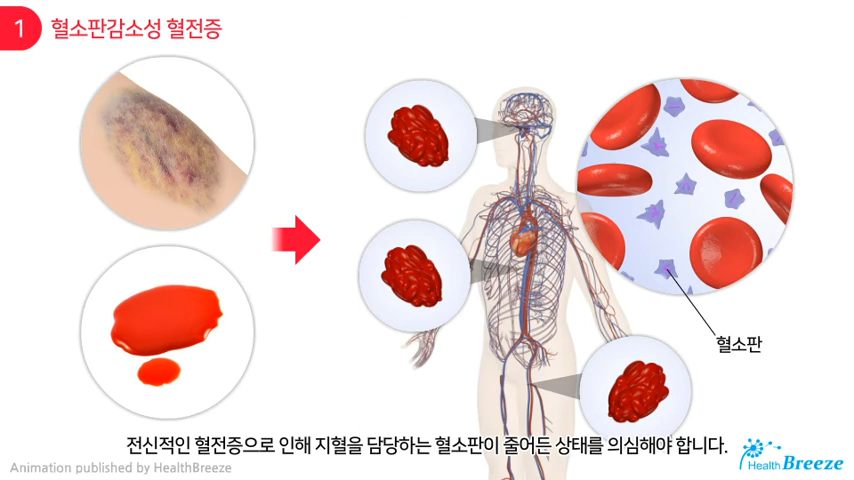 1 혈소판감소성 혈전증
혈소판
전신적인 혈전증으로 인해 지혈을 담당하는 혈소판이 줄어든 상태를 의심해야 합니다.
Animation published by HealthBreeze
Health Breeze